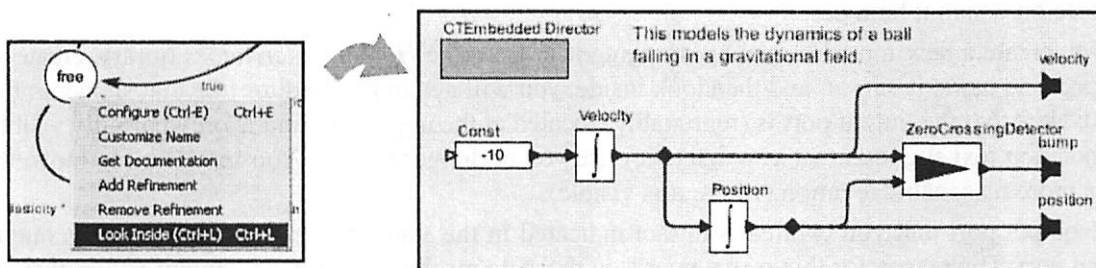 free
true
Configure (Ctrl-E) Ctrl+E
Customize Name
Get Documentation
Add Refinement
Remove Refinement
Look Inside (Ctrl+L) Ctrl+L
CTEmbedded Director
This models the dynamics of a ball
falling in a gravitational field.
velocity
Const
-10
Velocity
ZeroCrossingDetector
bump
Position
position